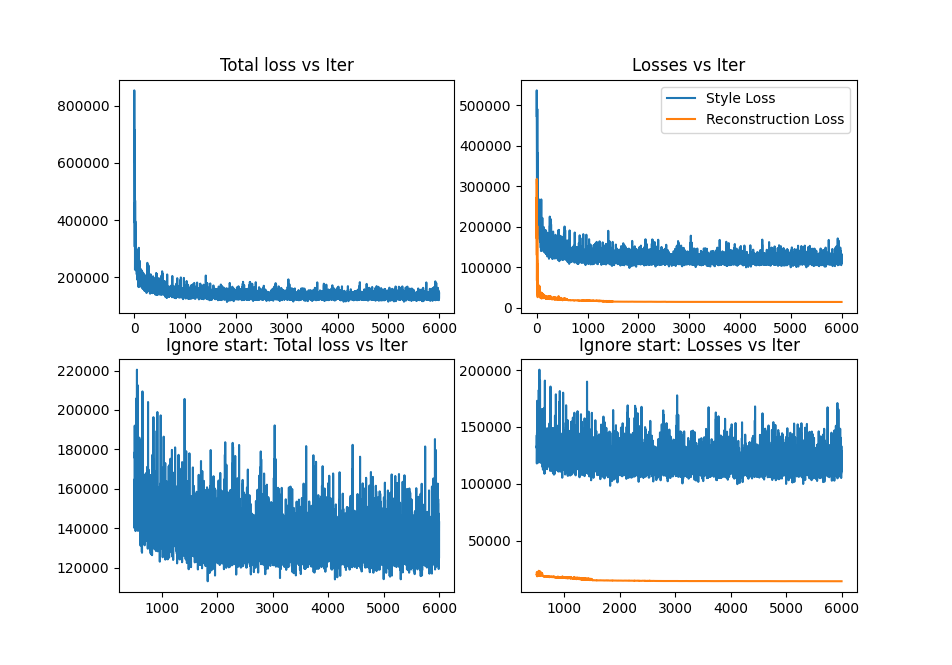 Total loss vs Iter
800000
600000
400000
200000
0 1000 2000 3000 4000 5000 6000
Losses vs Iter
Style Loss
Reconstruction Loss
500000
400000
300000
200000
100000
0
0 1000 2000 3000 4000 5000 6000
Ignore start: Total loss vs Iter
220000
200000
180000
160000
140000
120000
1000 2000 3000 4000 5000 6000
Ignore start: Losses vs Iter
200000
150000
100000
50000
1000 2000 3000 4000 5000 6000